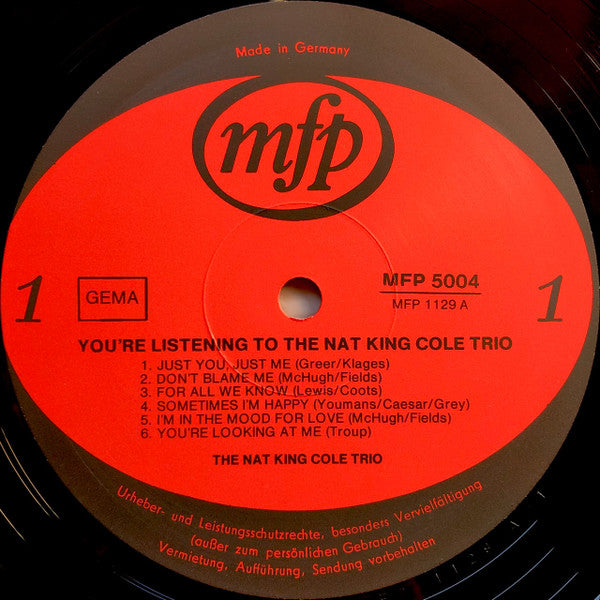 Made in Germany
mfp
1
GEMA
MFP 5004
MFP 1129 A
1
YOU'RE LISTENING TO THE NAT KING COLE TRIO
1. JUST YOU, JUST ME (Greer/Klages)
2. DON'T BLAME ME (McHugh/Fields)
3. FOR ALL WE KNOW (Lewis/Coots)
4. SOMETIMES I'M HAPPY (Youmans/Caesar/Grey)
5. I'M IN THE MOOD FOR LOVE (McHugh/Fields)
6. YOU'RE LOOKING AT ME (Troup)
THE NAT KING COLE TRIO
Urheber- und Leistungsschutzrechte, besonders Vervielfältigung
(außer zum persönlichen Gebrauch)
Vermietung, Aufführung, Sendung vorbehalten